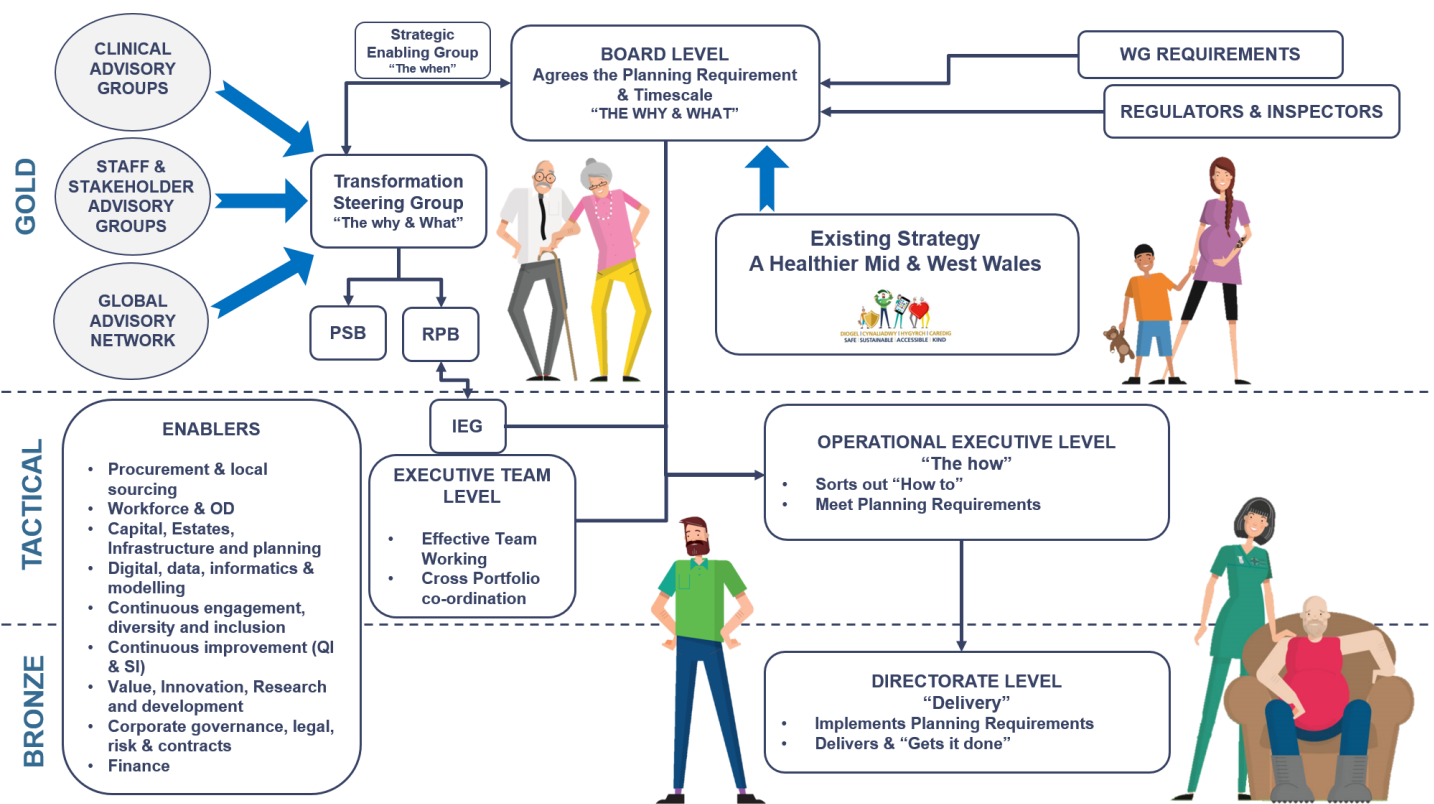 GOLD
CLINICAL
ADVISORY
GROUPS
STAFF &
STAKEHOLDER
ADVISORY
GROUPS
GLOBAL
ADVISORY
NETWORK
Strategic
Enabling Group
“The when”
Transformation
Steering Group
“The why & What”
PSB
RPB
BOARD LEVEL
Agrees the Planning Requirement
& Timescale
“THE WHY & WHAT”
WG REQUIREMENTS
REGULATORS & INSPECTORS
Existing Strategy
A Healthier Mid & West Wales
DIOGEL | CYNALIADWY | HYGYRCH | CAREDIG
SAFE | SUSTAINABLE | ACCESSIBLE | KIND
TACTICAL
ENABLERS
• Procurement & local
sourcing
• Workforce & OD
• Capital, Estates,
Infrastructure and planning
• Digital, data, informatics &
modelling
• Continuous engagement,
diversity and inclusion
• Continuous improvement (QI
& SI)
• Value, Innovation, Research
and development
• Corporate governance, legal,
risk & contracts
• Finance
IEG
EXECUTIVE TEAM
LEVEL
• Effective Team
Working
• Cross Portfolio
co-ordination
OPERATIONAL EXECUTIVE LEVEL
“The how”
• Sorts out “How to”
• Meet Planning Requirements
BRONZE
DIRECTORATE LEVEL
“Delivery”
• Implements Planning Requirements
• Delivers & “Gets it done”